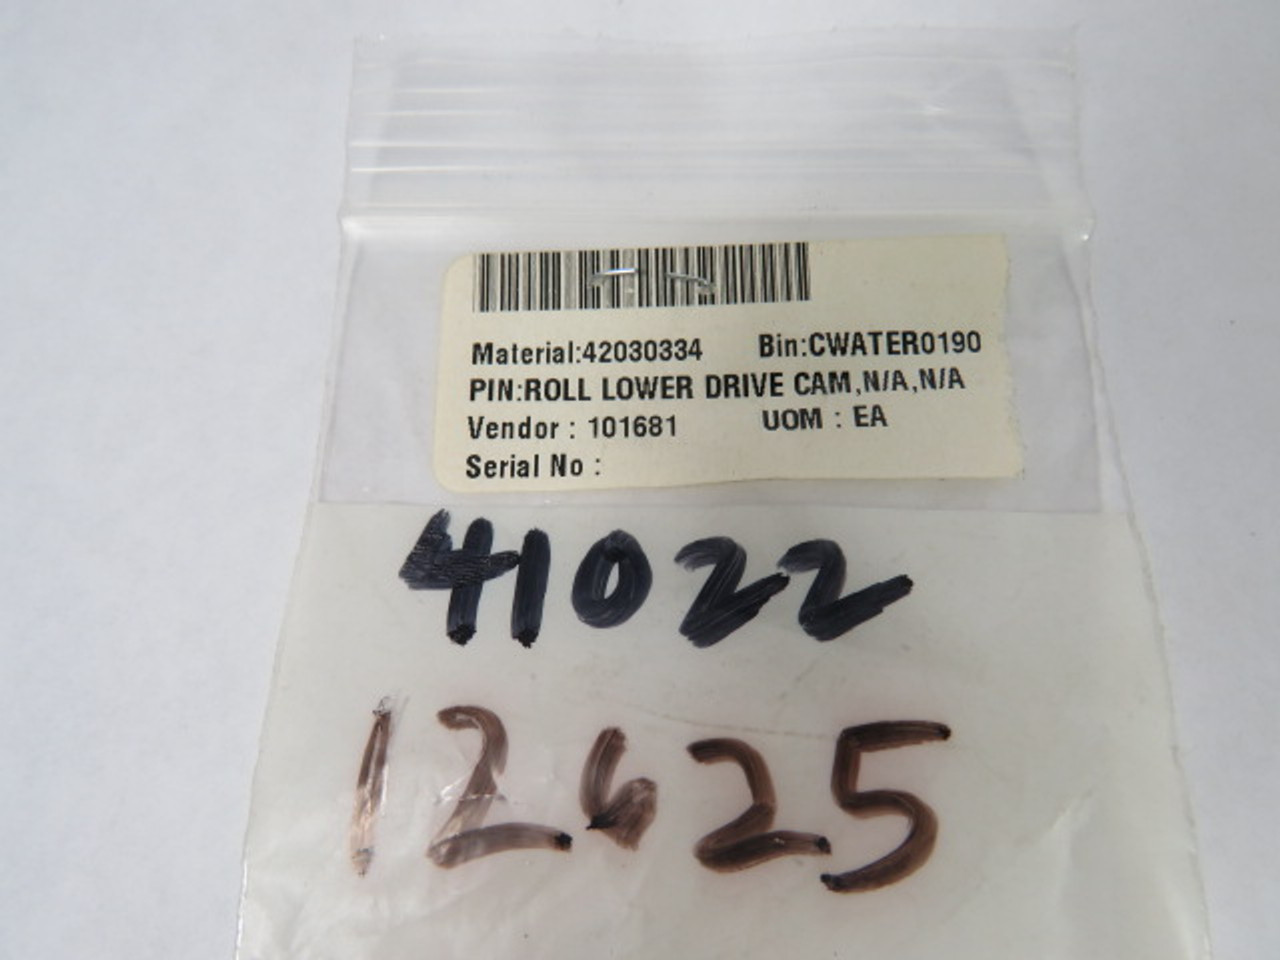 Material:42030334 Bin:CWATER0190
PIN:ROLL LOWER DRIVE CAM,N/A,N/A
Vendor : 101681 UOM : EA
Serial No :
41022
12625